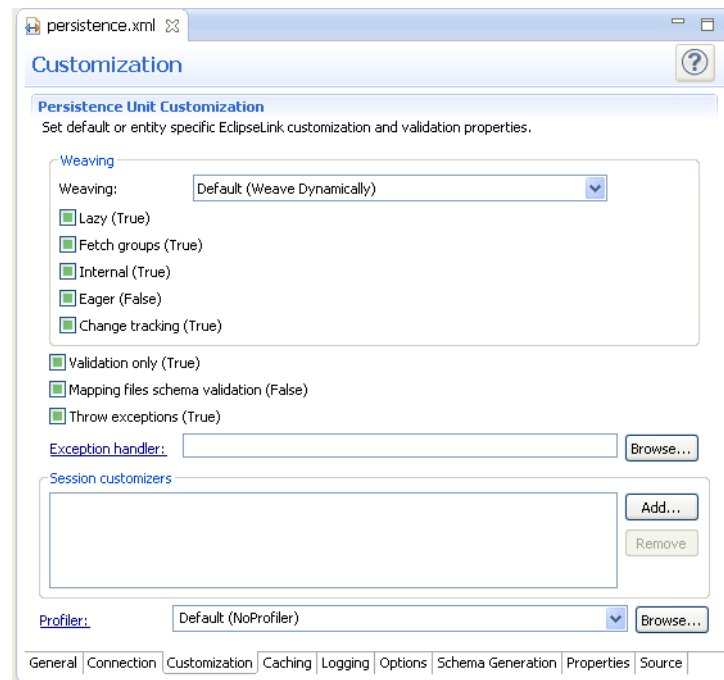 persistence.xml
Customization
?
Persistence Unit Customization
Set default or entity specific EclipseLink customization and validation properties.
Weaving
Weaving: Default (Weave Dynamically)
Lazy (True)
Fetch groups (True)
Internal (True)
Eager (False)
Change tracking (True)
Validation only (True)
Mapping files schema validation (False)
Throw exceptions (True)
Exception handler: Browse...
Session customizers
Add...
Remove
Profiler: Default (NoProfiler) Browse...
General Connection Customization Caching Logging Options Schema Generation Properties Source